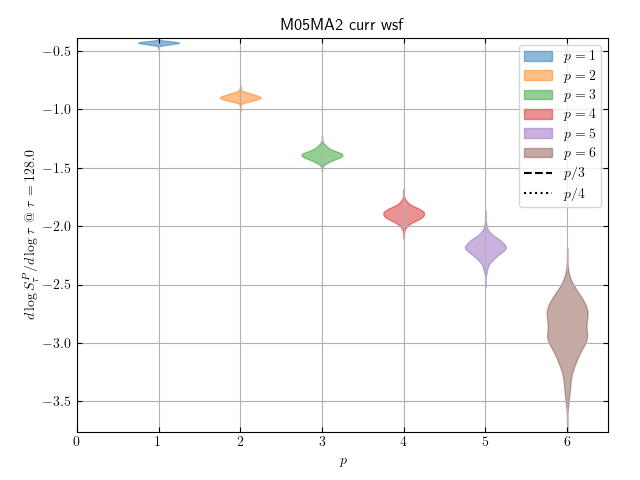 M05MA2 curr wsf
d log S_τ^P / d log τ @ τ = 128.0
−0.5
−1.0
−1.5
−2.0
−2.5
−3.0
−3.5
0 1 2 3 4 5 6
p
p = 1
p = 2
p = 3
p = 4
p = 5
p = 6
p/3
p/4